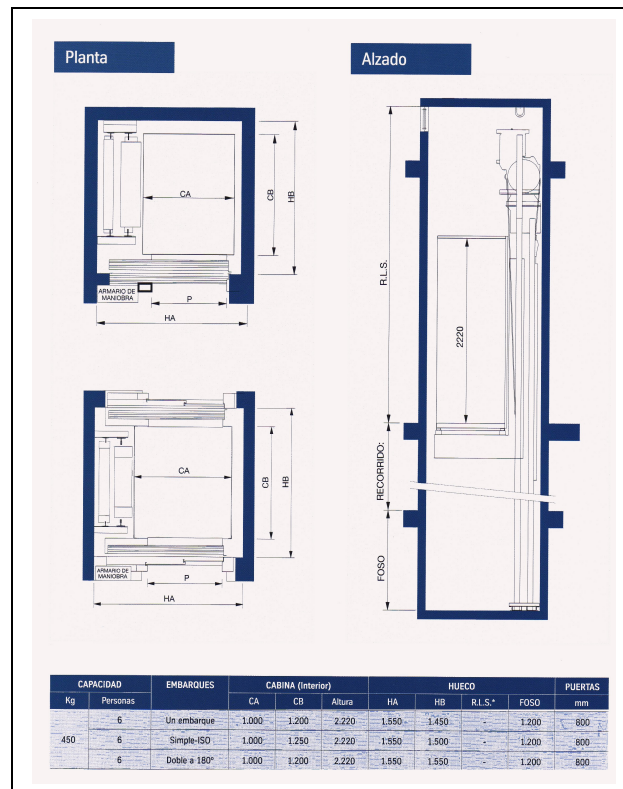 Planta
Alzado
CA
CB
HB
ARMARIO DE
MANIOBRA
P
HA
R.L.S.
2220
CA
CB
HB
RECORRIDO:
ARMARIO DE
MANIOBRA
P
HA
FOSO
CAPACIDAD EMBARQUES CABINA (Interior) HUECO PUERTAS
Kg Personas CA CB Altura HA HB R.L.S.* FOSO mm
6 Un embarque 1.000 1.200 2.220 1.550 1.450 - 1.200 800
450 6 Simple-ISO 1.000 1.250 2.220 1.550 1.500 - 1.200 800
6 Doble a 180º 1.000 1.200 2.220 1.550 1.550 - 1.200 800